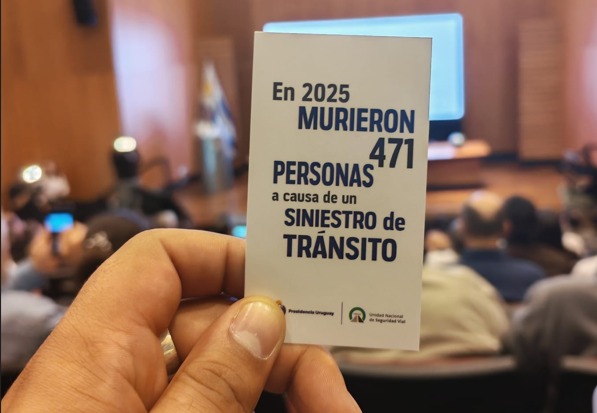 En 2025
MURIERON
471
PERSONAS
a causa de un
SINIESTRO de
TRÁNSITO
Presidencia Uruguay
Unidad Nacional
de Seguridad Vial